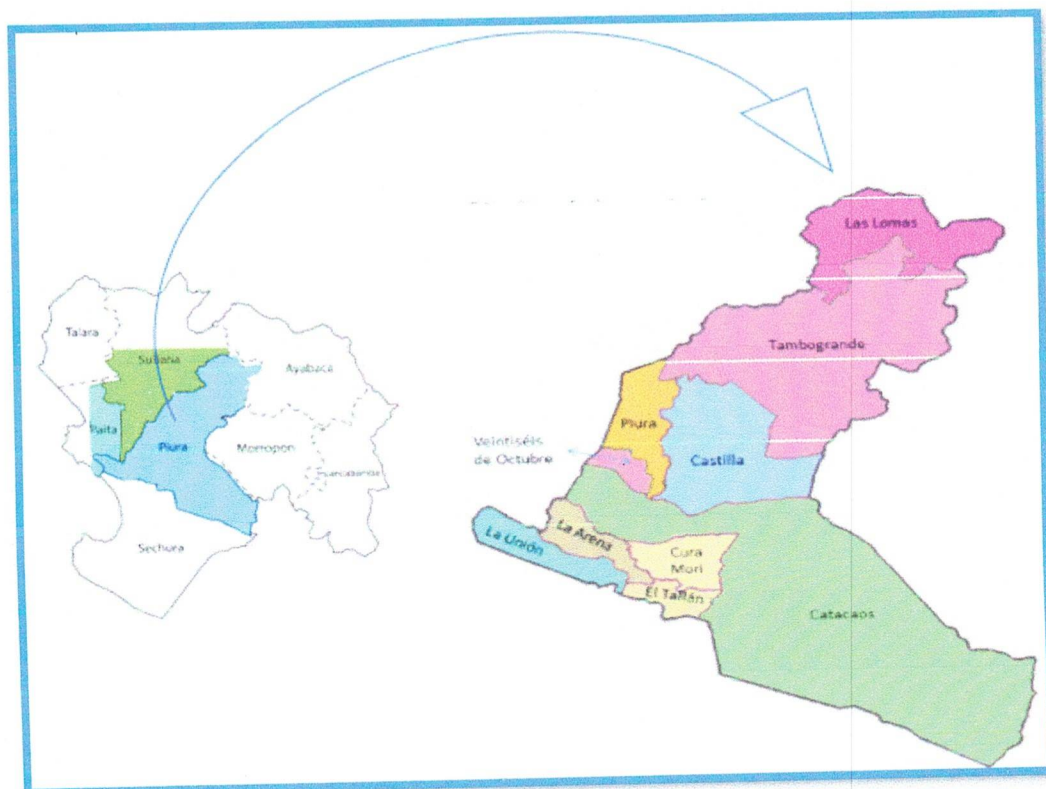 Talara
Sullana
Ayabaca
Paita
Piura
Morropon
Huancabamba
Sechura
Las Lomas
Tambogrande
Piura
Veintiséis
de Octubre
Castilla
La Arena
La Unión
Cura
Mori
El Tallán
Catacaos